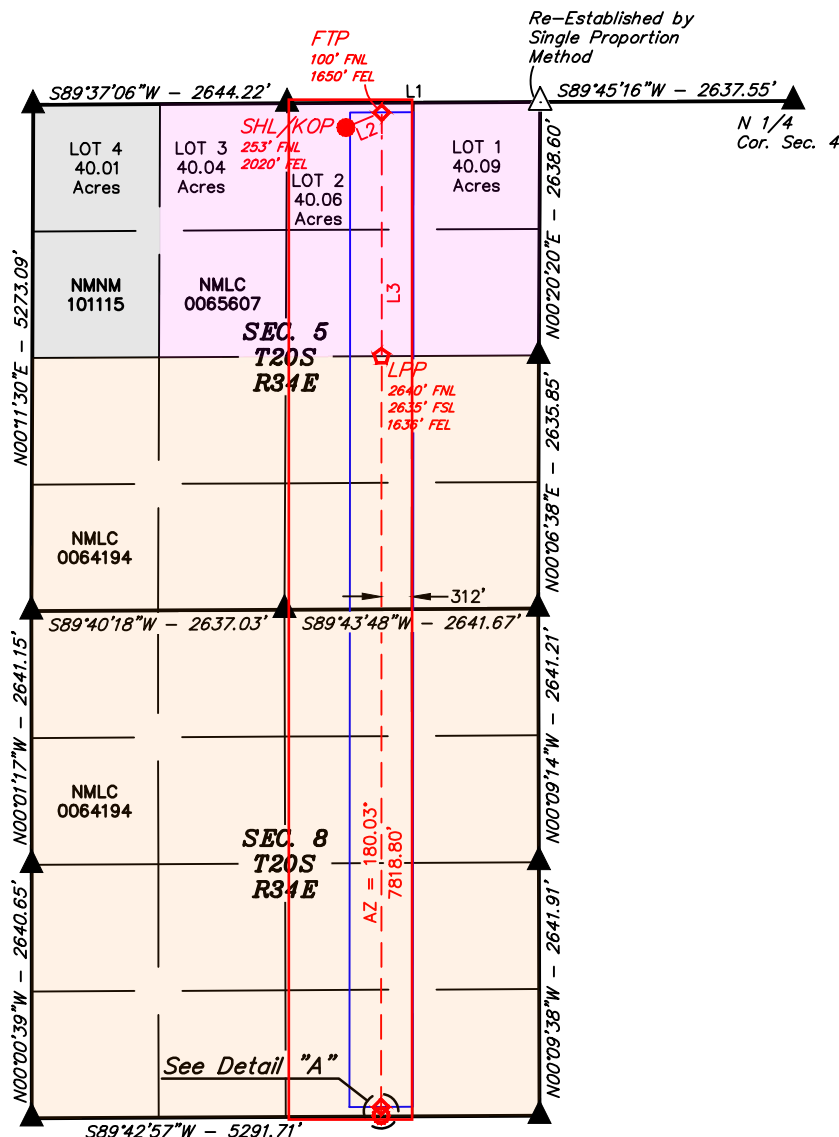 Re-Established by
Single Proportion
Method
FTP
100' FNL
1650' FEL
S89°37'06"W - 2644.22'
L1
S89°45'16"W - 2637.55'
N 1/4
Cor. Sec. 4
SHL/KOP
253' FNL
2020' FEL
L2
LOT 4
40.01
Acres
LOT 3
40.04
Acres
LOT 2
40.06
Acres
LOT 1
40.09
Acres
N00°20'20"E - 2638.60'
N00°11'30"E - 5273.09'
NMNM
101115
NMLC
0065607
L3
SEC. 5
T20S
R34E
LPP
2640' FNL
2635' FSL
1636' FEL
N00°06'38"E - 2635.85'
NMLC
0064194
312'
S89°40'18"W - 2637.03'
S89°43'48"W - 2641.67'
N00°01'17"W - 2641.15'
N00°09'14"W - 2641.21'
NMLC
0064194
SEC. 8
T20S
R34E
AZ = 180.03°
7818.80'
N00°00'39"W - 2640.65'
N00°09'38"W - 2641.91'
See Detail "A"
S89°42'57"W - 5291.71'